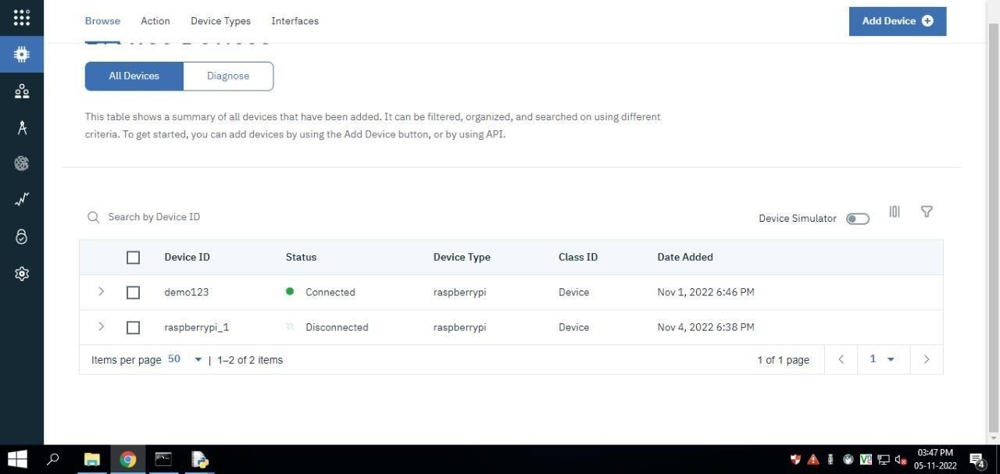 Browse Action Device Types Interfaces Add Device
All Devices Diagnose
This table shows a summary of all devices that have been added. It can be filtered, organized, and searched on using different
criteria. To get started, you can add devices by using the Add Device button, or by using API.
Search by Device ID Device Simulator
Device ID Status Device Type Class ID Date Added
demo123 Connected raspberrypi Device Nov 1, 2022 6:46 PM
raspberrypi_1 Disconnected raspberrypi Device Nov 4, 2022 6:38 PM
Items per page 50 | 1–2 of 2 items 1 of 1 page 1
03:47 PM
05-11-2022
4